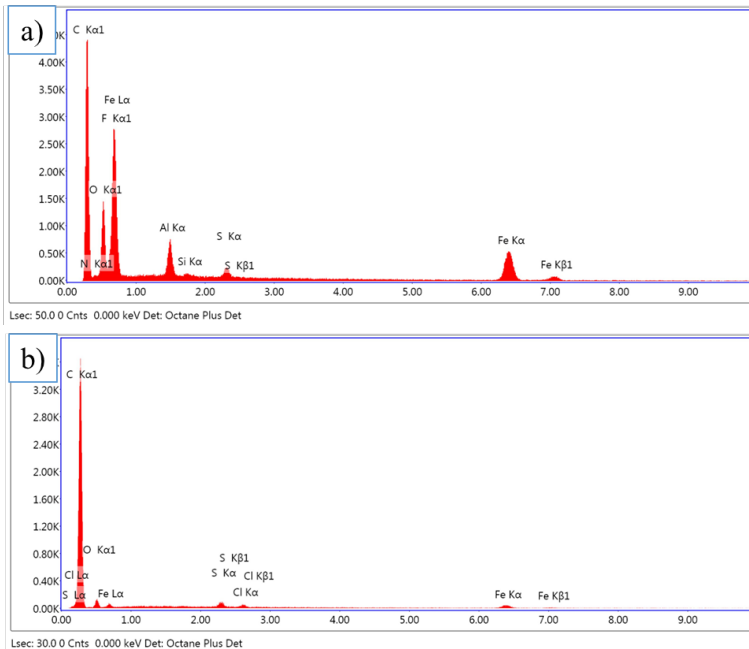 a)
C Kα1
4.00K
Fe Lα
3.50K
3.00K
F Kα1
2.50K
2.00K
O Kα1
1.50K
1.00K
Al Kα
S Kα
Fe Kα
0.50K
N Kα1
Si Kα
S Kβ1
Fe Kβ1
0.00K
0.00 1.00 2.00 3.00 4.00 5.00 6.00 7.00 8.00 9.00
Lsec: 50.0 0 Cnts 0.000 keV Det: Octane Plus Det
b)
C Kα1
3.20K
2.80K
2.40K
2.00K
1.60K
1.20K
O Kα1
0.80K
S Kβ1
Cl Lα
S Kα
Cl Kβ1
0.40K
S Lα
Fe Lα
Cl Kα
Fe Kα
Fe Kβ1
0.00K
0.00 1.00 2.00 3.00 4.00 5.00 6.00 7.00 8.00 9.00
Lsec: 30.0 0 Cnts 0.000 keV Det: Octane Plus Det